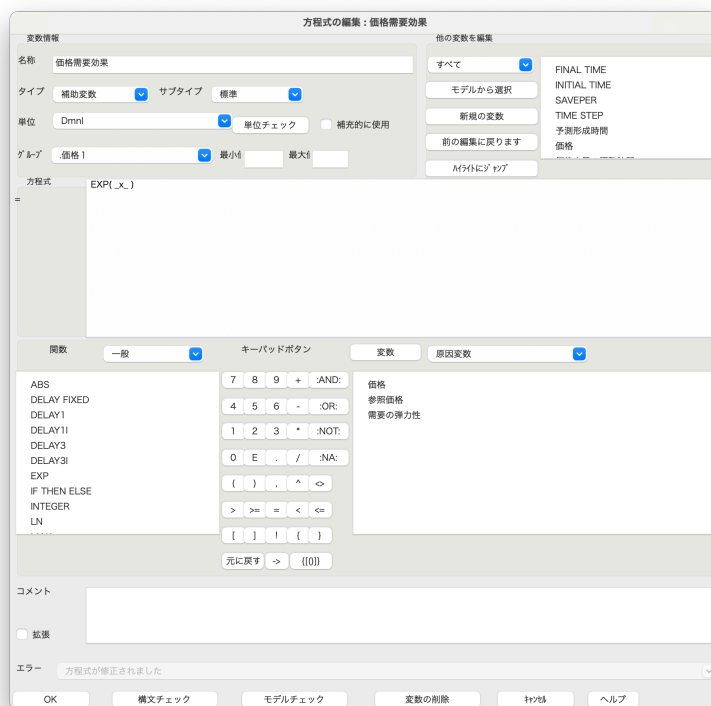 方程式の編集 : 価格需要効果
変数情報
他の変数を編集
名称
価格需要効果
タイプ
補助変数
サブタイプ
標準
単位
Dmnl
単位チェック
補充的に使用
ｸﾞﾙｰﾌﾟ
.価格１
最小
最大
すべて
モデルから選択
新規の変数
前の編集に戻ります
ﾊｲﾗｲﾄにｼﾞｬﾝﾌﾟ
FINAL TIME
INITIAL TIME
SAVEPER
TIME STEP
予測形成時間
価格
方程式
=
EXP( _x_ )
関数
一般
キーパッドボタン
変数
原因変数
ABS
DELAY FIXED
DELAY1
DELAY1I
DELAY3
DELAY3I
EXP
IF THEN ELSE
INTEGER
LN
7 8 9 + :AND:
4 5 6 - :OR:
1 2 3 * :NOT:
0 E . / :NA:
( ) , ^ <>
> >= = < <=
[ ] ! { }
元に戻す -> {[()]}
価格
参照価格
需要の弾力性
コメント
拡張
エラー
方程式が修正されました
OK
構文チェック
モデルチェック
変数の削除
ｷｬﾝｾﾙ
ヘルプ